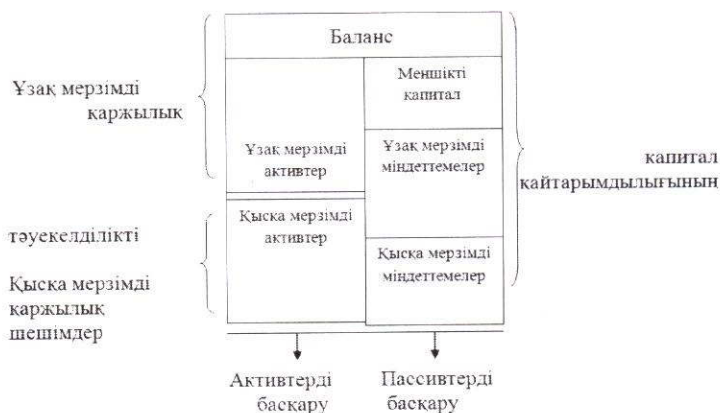 Баланс
Ұзақ мерзімді
қаржылық
Меншікті
капитал
Ұзақ мерзімді
активтер
Ұзақ мерзімді
міндеттемелер
капитал
қайтарымдылығының
тәуекелділікті
Қысқа мерзімді
қаржылық
шешімдер
Қысқа мерзімді
активтер
Қысқа мерзімді
міндеттемелер
Активтерді
басқару
Пассивтерді
басқару